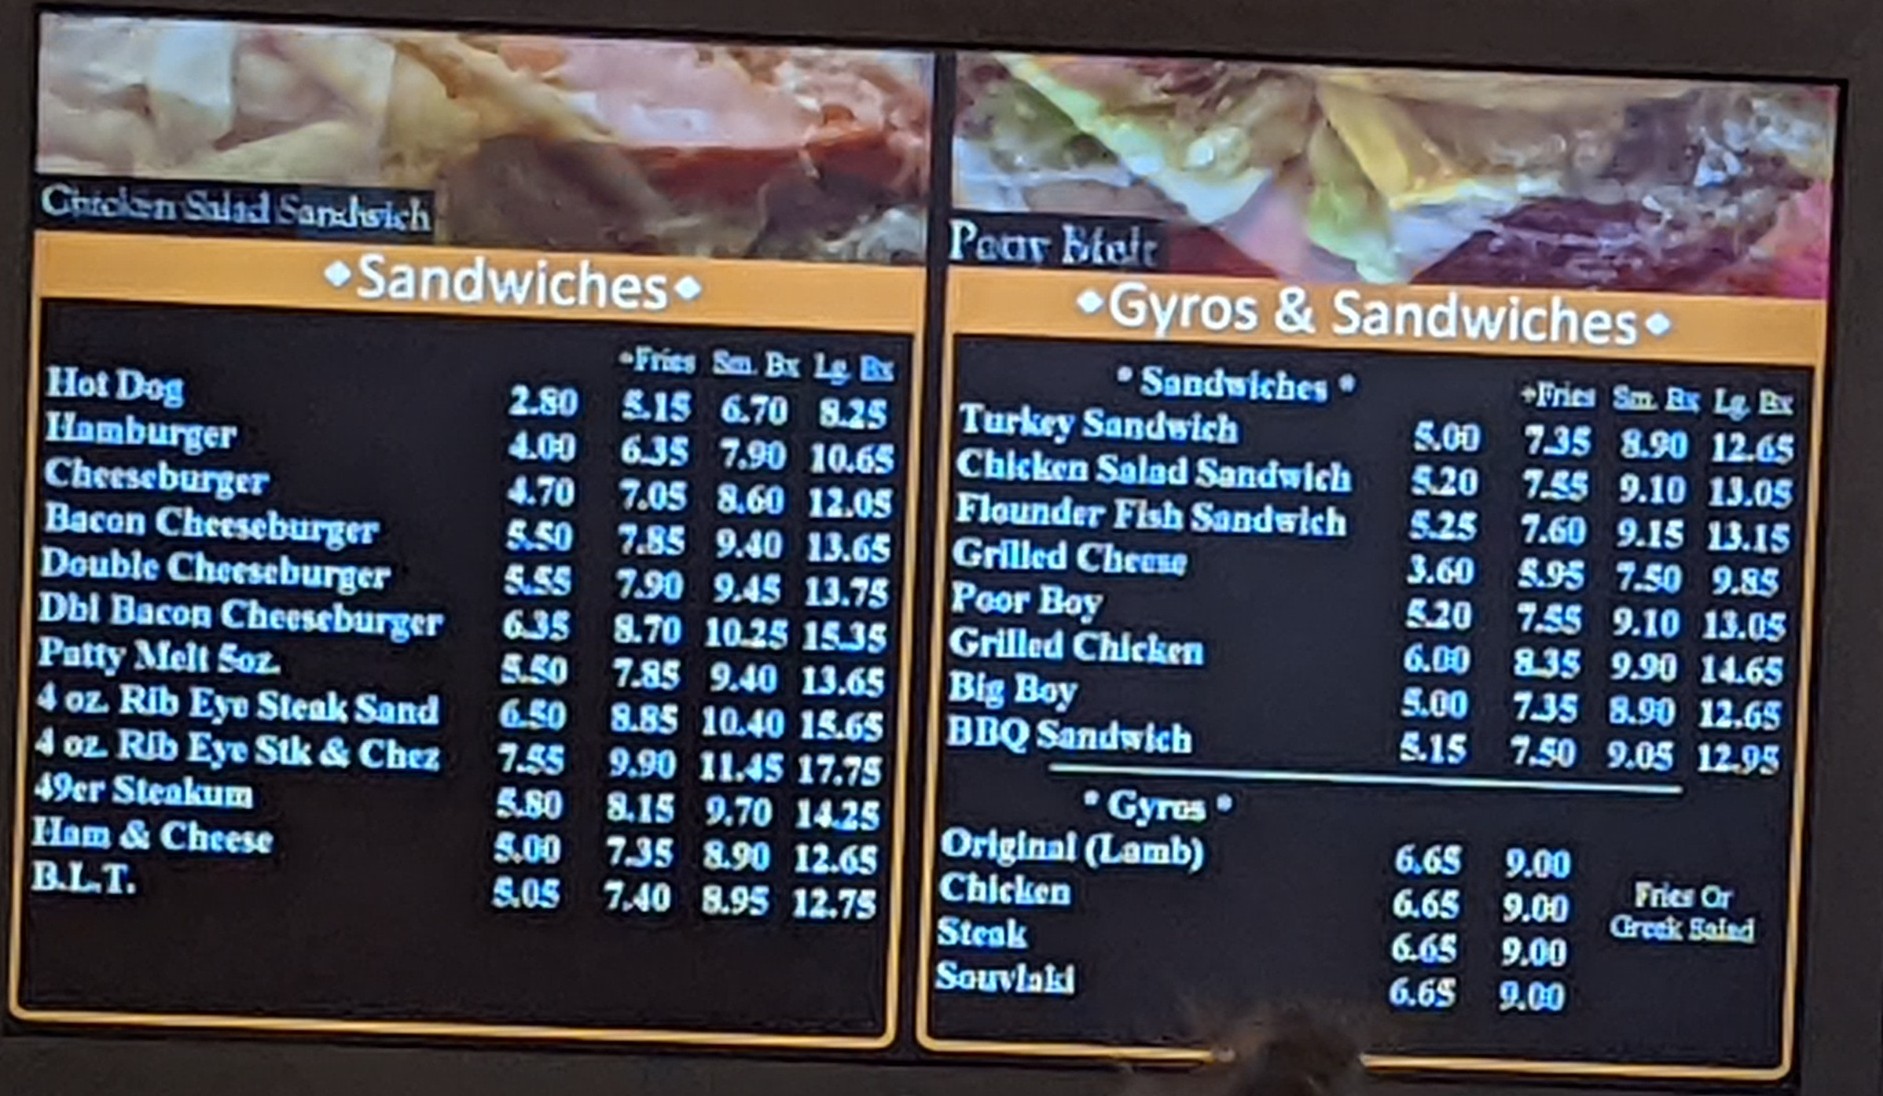 Chicken Salad Sandwich
◆Sandwiches◆
+Fries Sm. Bx Lg. Bx
Hot Dog 2.80 5.15 6.70 8.25
Hamburger 4.00 6.35 7.90 10.65
Cheeseburger 4.70 7.05 8.60 12.05
Bacon Cheeseburger 5.50 7.85 9.40 13.65
Double Cheeseburger 5.55 7.90 9.45 13.75
Dbl Bacon Cheeseburger 6.35 8.70 10.25 15.35
Patty Melt 5oz. 5.50 7.85 9.40 13.65
4 oz. Rib Eye Steak Sand 6.50 8.85 10.40 15.65
4 oz. Rib Eye Stk & Chez 7.55 9.90 11.45 17.75
49er Steakum 5.80 8.15 9.70 14.25
Ham & Cheese 5.00 7.35 8.90 12.65
B.L.T. 5.05 7.40 8.95 12.75
Patty Melt
◆Gyros & Sandwiches◆
* Sandwiches * +Fries Sm. Bx Lg. Bx
Turkey Sandwich 5.00 7.35 8.90 12.65
Chicken Salad Sandwich 5.20 7.55 9.10 13.05
Flounder Fish Sandwich 5.25 7.60 9.15 13.15
Grilled Cheese 3.60 5.95 7.50 9.85
Poor Boy 5.20 7.55 9.10 13.05
Grilled Chicken 6.00 8.35 9.90 14.65
Big Boy 5.00 7.35 8.90 12.65
BBQ Sandwich 5.15 7.50 9.05 12.95
* Gyros *
Original (Lamb) 6.65 9.00
Chicken 6.65 9.00
Steak 6.65 9.00
Souvlaki 6.65 9.00
Fries Or
Greek Salad